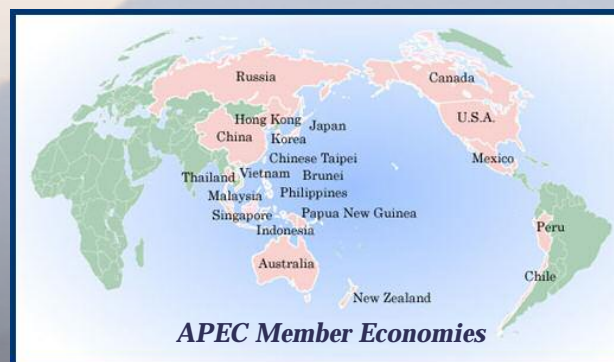 Russia
Canada
Hong Kong
U.S.A.
Japan
China
Korea
Chinese Taipei
Mexico
Thailand
Vietnam
Brunei
Malaysia
Philippines
Singapore
Papua New Guinea
Indonesia
Peru
Australia
Chile
New Zealand
APEC Member Economies